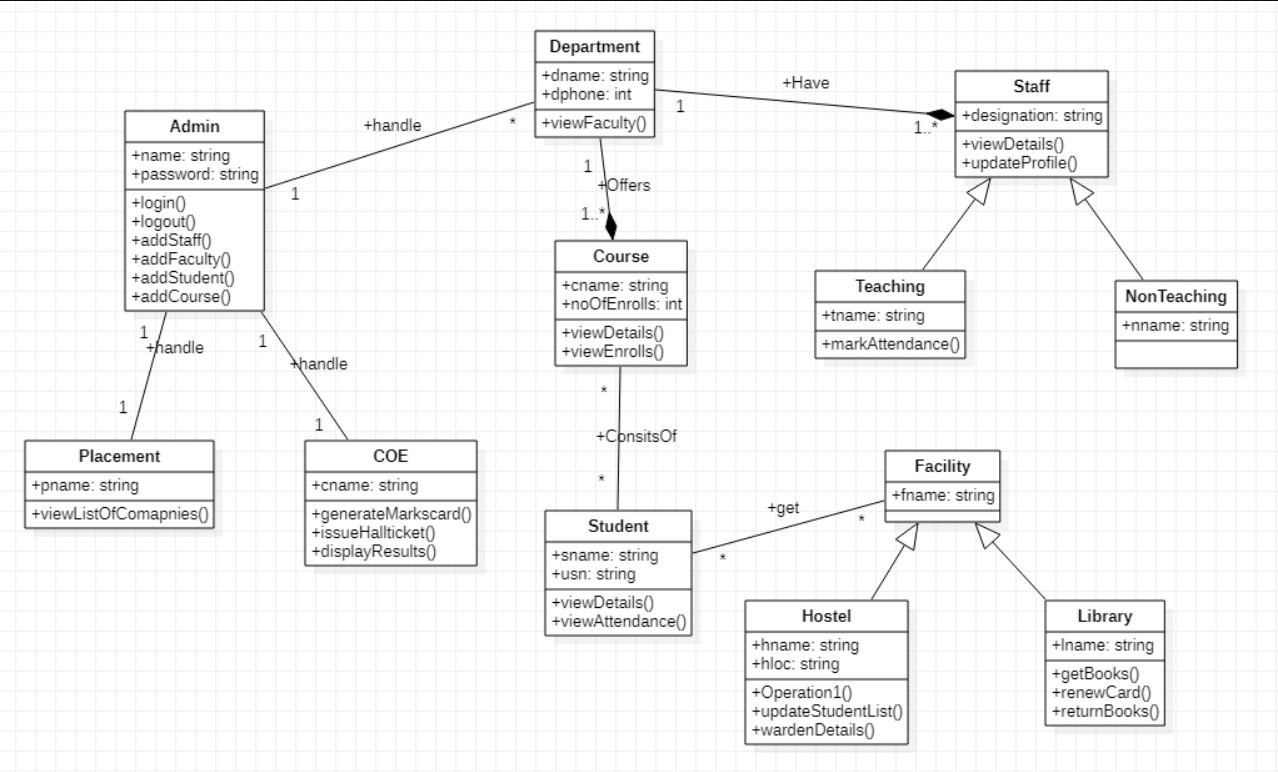 Department
+dname: string
+dphone: int
+viewFaculty()
+Have
1
1..*
Staff
+designation: string
+viewDetails()
+updateProfile()
+handle
*
1
Admin
+name: string
+password: string
+login()
+logout()
+addStaff()
+addFaculty()
+addStudent()
+addCourse()
1
+Offers
1..*
Course
+cname: string
+noOfEnrolls: int
+viewDetails()
+viewEnrolls()
Teaching
+tname: string
+markAttendance()
NonTeaching
+nname: string
1
+handle
1
1
+handle
1
*
+ConsitsOf
*
Placement
+pname: string
+viewListOfComapnies()
COE
+cname: string
+generateMarkscard()
+issueHallticket()
+displayResults()
Facility
+fname: string
+get
*
*
Student
+sname: string
+usn: string
+viewDetails()
+viewAttendance()
Hostel
+hname: string
+hloc: string
+Operation1()
+updateStudentList()
+wardenDetails()
Library
+lname: string
+getBooks()
+renewCard()
+returnBooks()